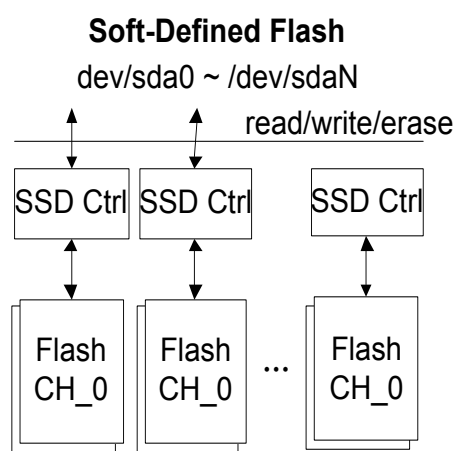 Soft-Defined Flash
dev/sda0 ~ /dev/sdaN
read/write/erase
SSD Ctrl SSD Ctrl SSD Ctrl
Flash Flash ... Flash
CH_0 CH_0 CH_0